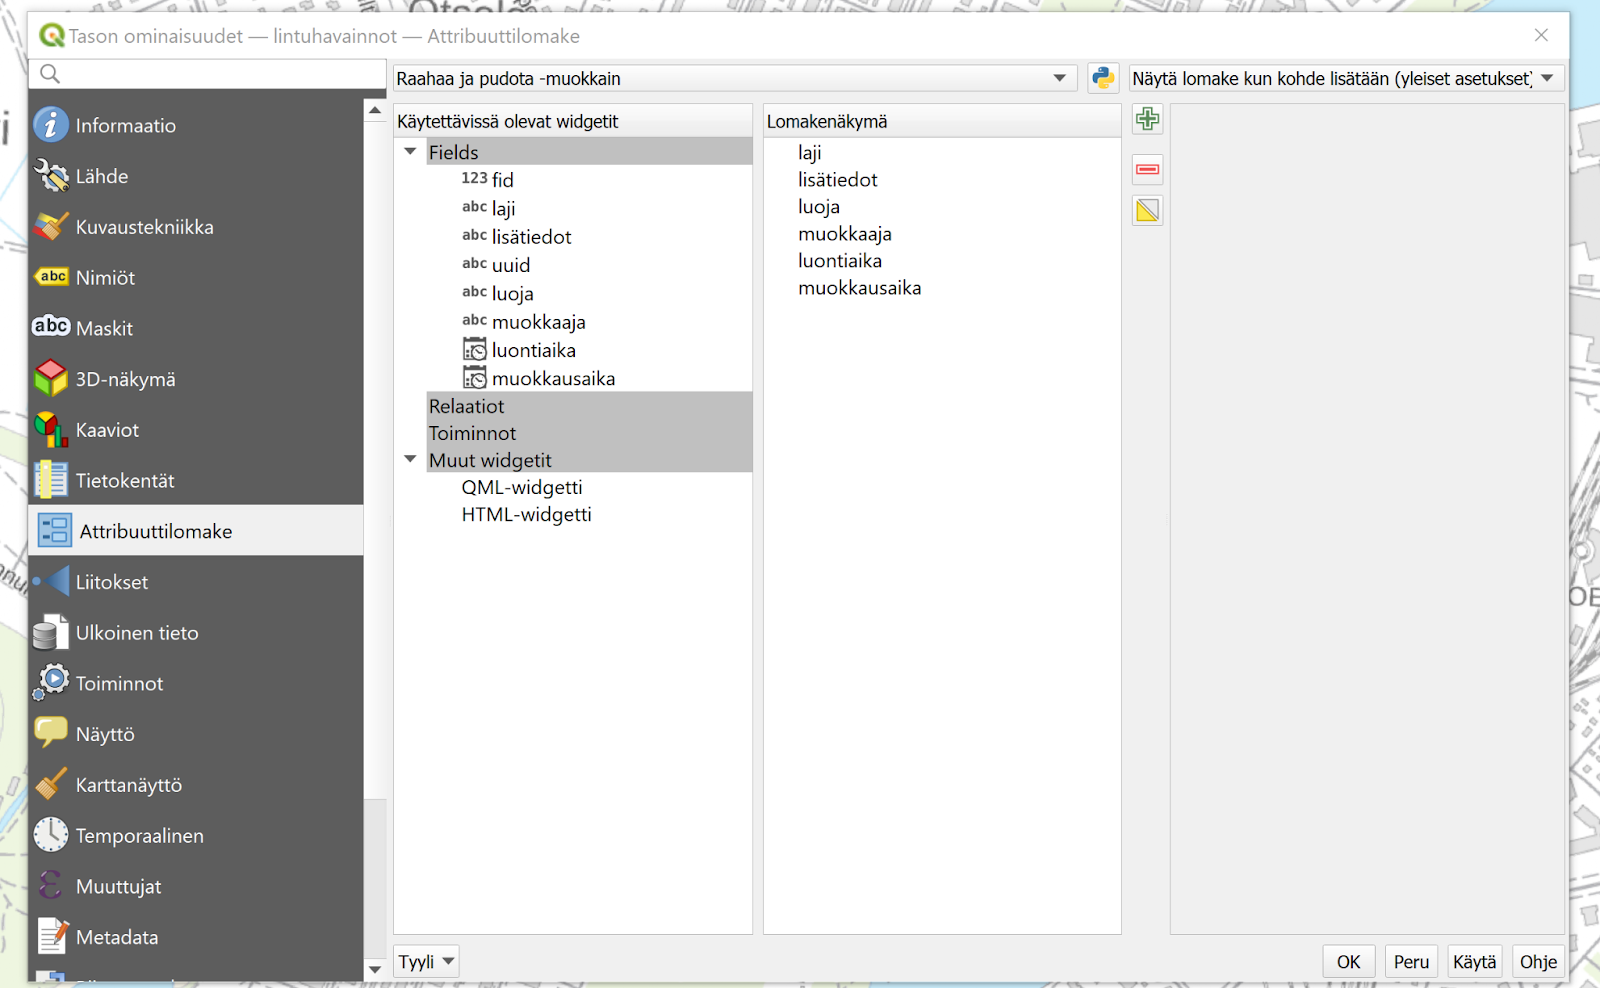 Tason ominaisuudet — lintuhavainnot — Attribuuttilomake
Raahaa ja pudota -muokkain
Näytä lomake kun kohde lisätään (yleiset asetukset)
Informaatio
Lähde
Kuvaustekniikka
Nimiöt
Maskit
3D-näkymä
Kaaviot
Tietokentät
Attribuuttilomake
Liitokset
Ulkoinen tieto
Toiminnot
Näyttö
Karttanäyttö
Temporaalinen
Muuttujat
Metadata
Käytettävissä olevat widgetit
Fields
123 fid
abc laji
abc lisätiedot
abc uuid
abc luoja
abc muokkaaja
luontiaika
muokkausaika
Relaatiot
Toiminnot
Muut widgetit
QML-widgetti
HTML-widgetti
Lomakenäkymä
laji
lisätiedot
luoja
muokkaaja
luontiaika
muokkausaika
Tyyli
OK
Peru
Käytä
Ohje